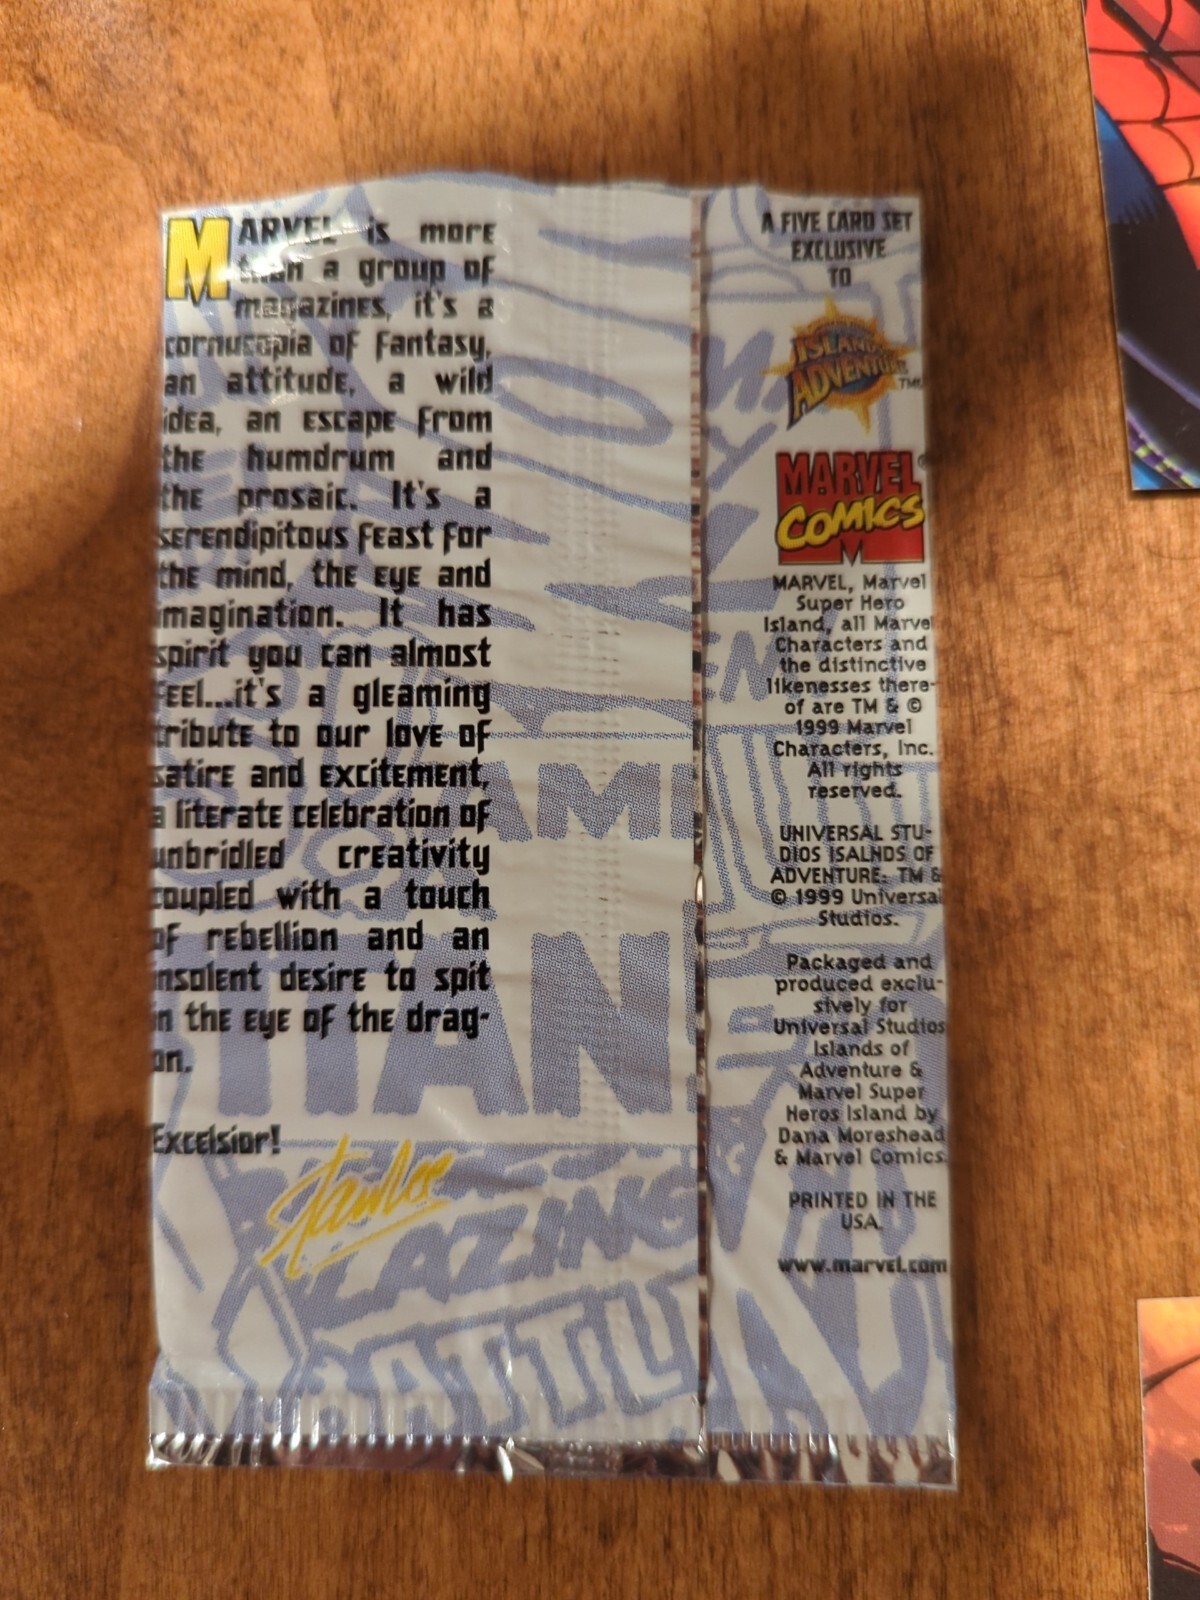 MARVEL is more
than a group of
magazines, it's a
cornucopia of fantasy,
an attitude, a wild
idea, an escape from
the humdrum and
the prosaic. It's a
serendipitous feast for
the mind, the eye and
imagination. It has
spirit you can almost
feel...it's a gleaming
tribute to our love of
satire and excitement,
a literate celebration of
unbridled creativity
coupled with a touch
of rebellion and an
insolent desire to spit
in the eye of the drag-
on.
Excelsior!
Stan Lee
A FIVE CARD SET
EXCLUSIVE
TO
ISLANDS
ADVENTURE
TM
MARVEL®
COMICS
MARVEL, Marvel
Super Hero
Island, all Marvel
Characters and
the distinctive
likenesses there-
of are TM & ©
1999 Marvel
Characters, Inc.
All rights
reserved.
UNIVERSAL STU-
DIOS ISALNDS OF
ADVENTURE: TM &
© 1999 Universal
Studios.
Packaged and
produced exclu-
sively for
Universal Studios
Islands of
Adventure &
Marvel Super
Heros Island by
Dana Moreshead
& Marvel Comics.
PRINTED IN THE
USA.
www.marvel.com